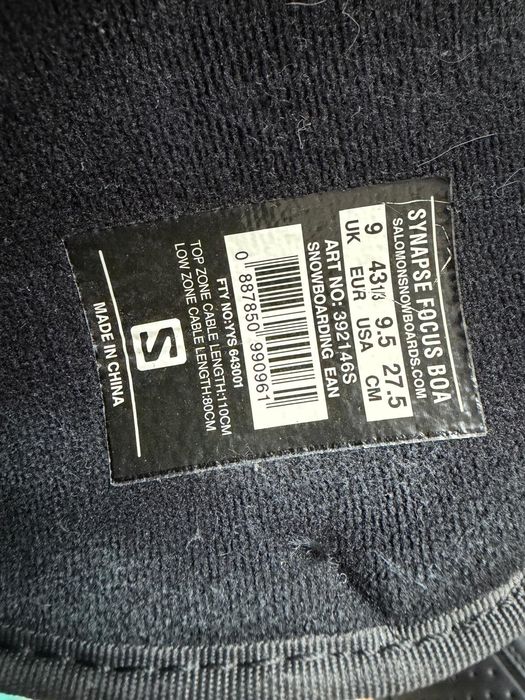 SYNAPSE FOCUS BOA
SALOMONSNOWBOARDS.COM
9 43 1/3 9.5 27.5
UK EUR USA CM
ART NO: 392146S
SNOWBOARDING EAN
0 887850 990961
FTY NO:YYS 643001
TOP ZONE CABLE LENGTH:110CM
LOW ZONE CABLE LENGTH:80CM
S
MADE IN CHINA